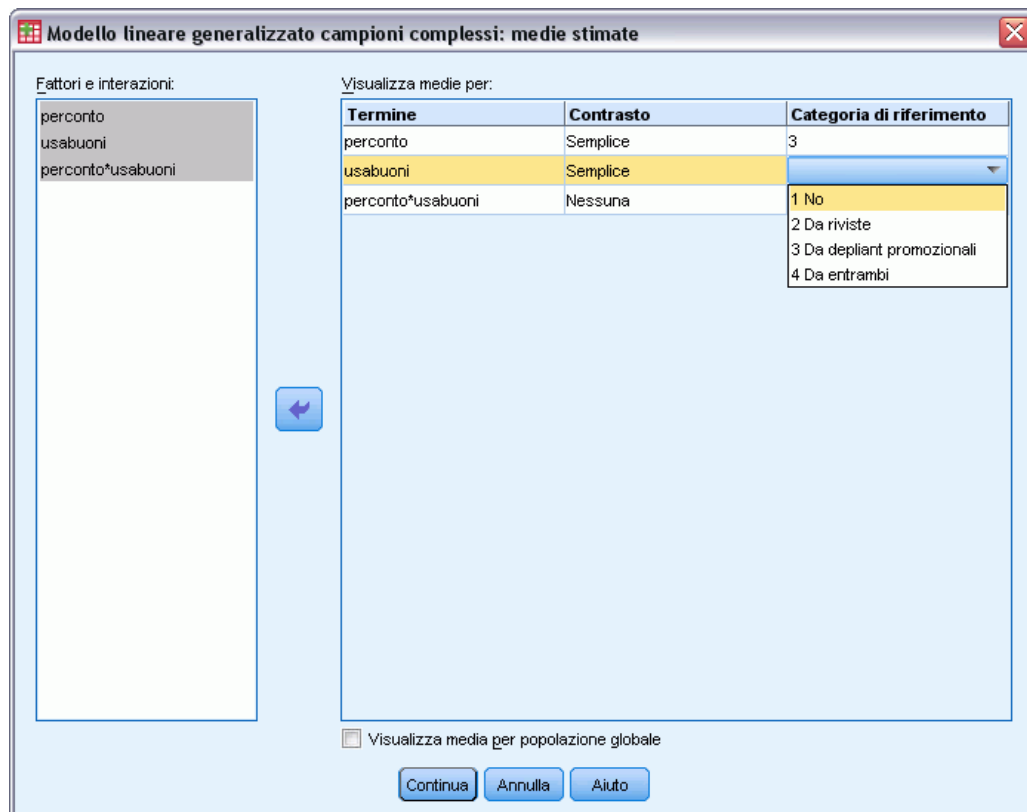 Modello lineare generalizzato campioni complessi: medie stimate
Fattori e interazioni:
perconto
usabuoni
perconto*usabuoni
Visualizza medie per:
Termine Contrasto Categoria di riferimento
perconto Semplice 3
usabuoni Semplice
perconto*usabuoni Nessuna
1 No
2 Da riviste
3 Da depliant promozionali
4 Da entrambi
Visualizza media per popolazione globale
Continua Annulla Aiuto